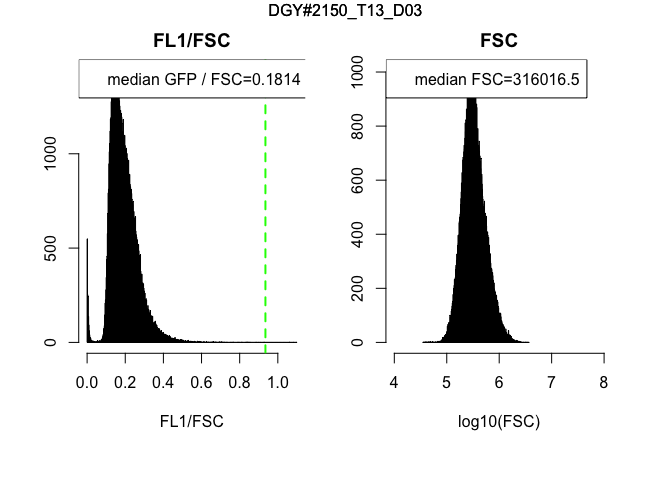 DGY#2150_T13_D03
FL1/FSC
median GFP / FSC=0.1814
0
500
1000
0.0 0.2 0.4 0.6 0.8 1.0
FL1/FSC
FSC
median FSC=316016.5
0
200
400
600
800
1000
4 5 6 7 8
log10(FSC)